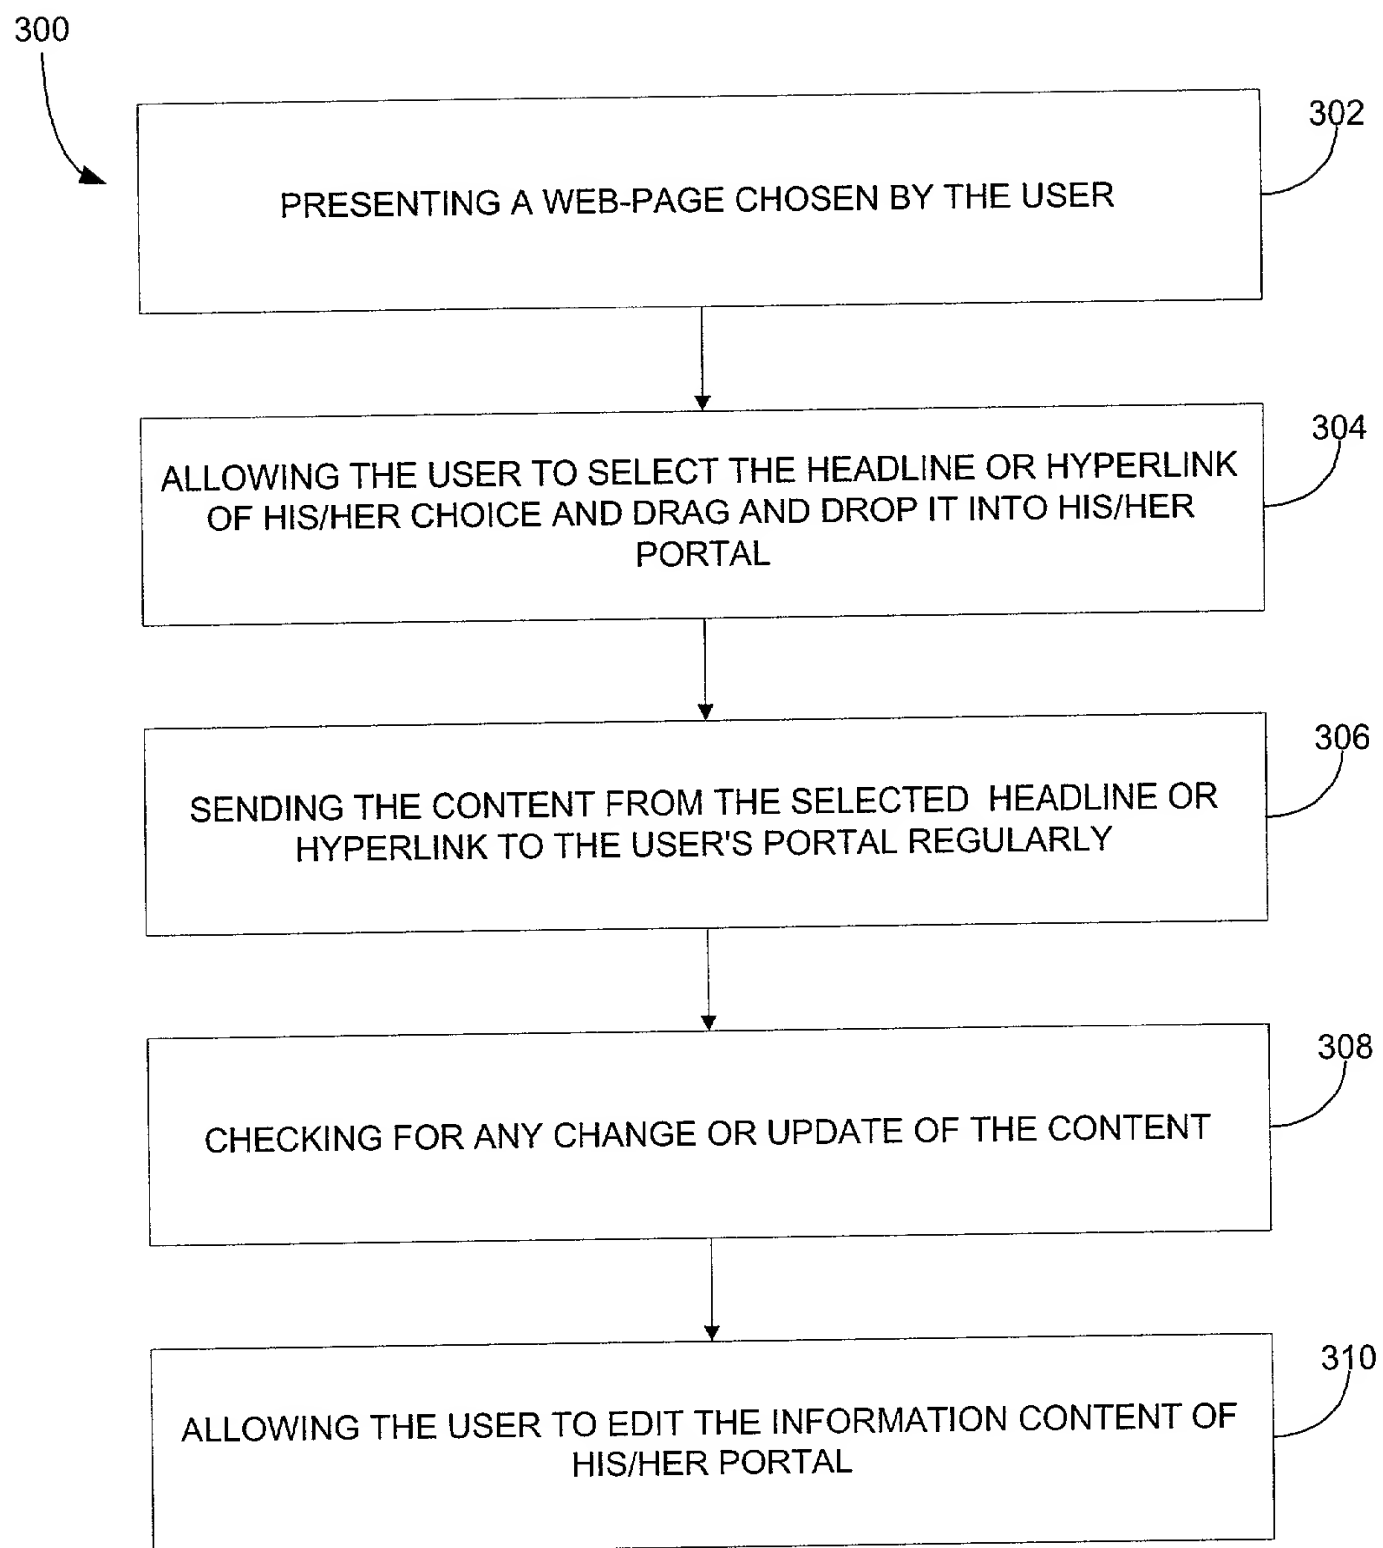 300
302
PRESENTING A WEB-PAGE CHOSEN BY THE USER
304
ALLOWING THE USER TO SELECT THE HEADLINE OR HYPERLINK
OF HIS/HER CHOICE AND DRAG AND DROP IT INTO HIS/HER
PORTAL
306
SENDING THE CONTENT FROM THE SELECTED HEADLINE OR
HYPERLINK TO THE USER'S PORTAL REGULARLY
308
CHECKING FOR ANY CHANGE OR UPDATE OF THE CONTENT
310
ALLOWING THE USER TO EDIT THE INFORMATION CONTENT OF
HIS/HER PORTAL